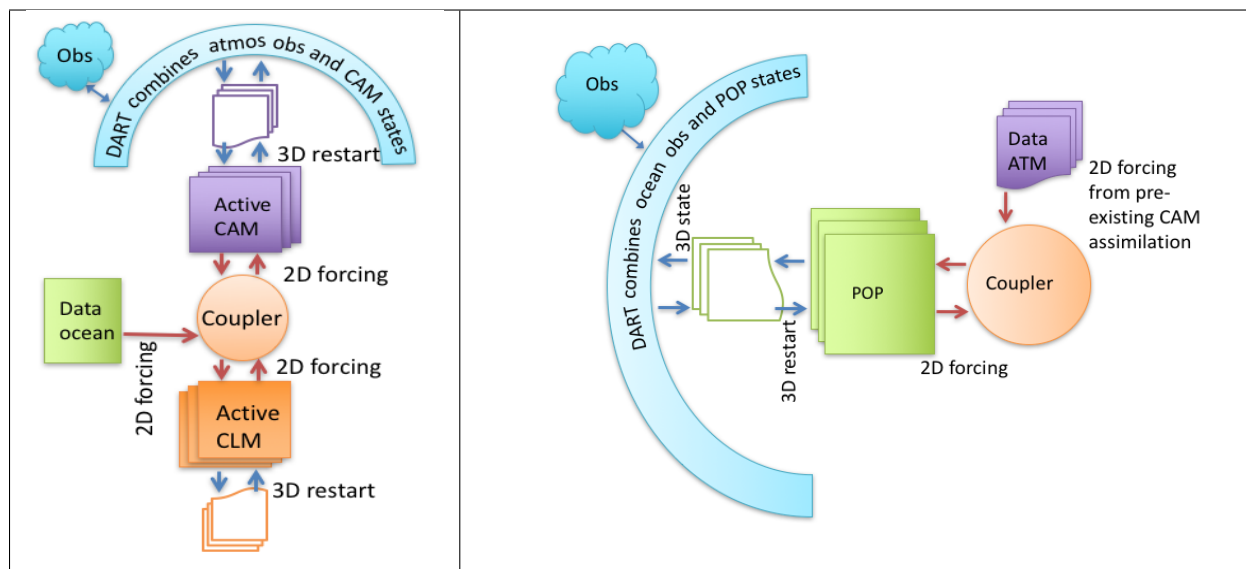 Obs
DART combines atmos obs and CAM states
3D restart
Active
CAM
2D forcing
Data
ocean
Coupler
2D forcing
2D forcing
Active
CLM
3D restart
Obs
DART combines ocean obs and POP states
3D state
3D restart
POP
2D forcing
Data
ATM
2D forcing
from pre-
existing CAM
assimilation
Coupler